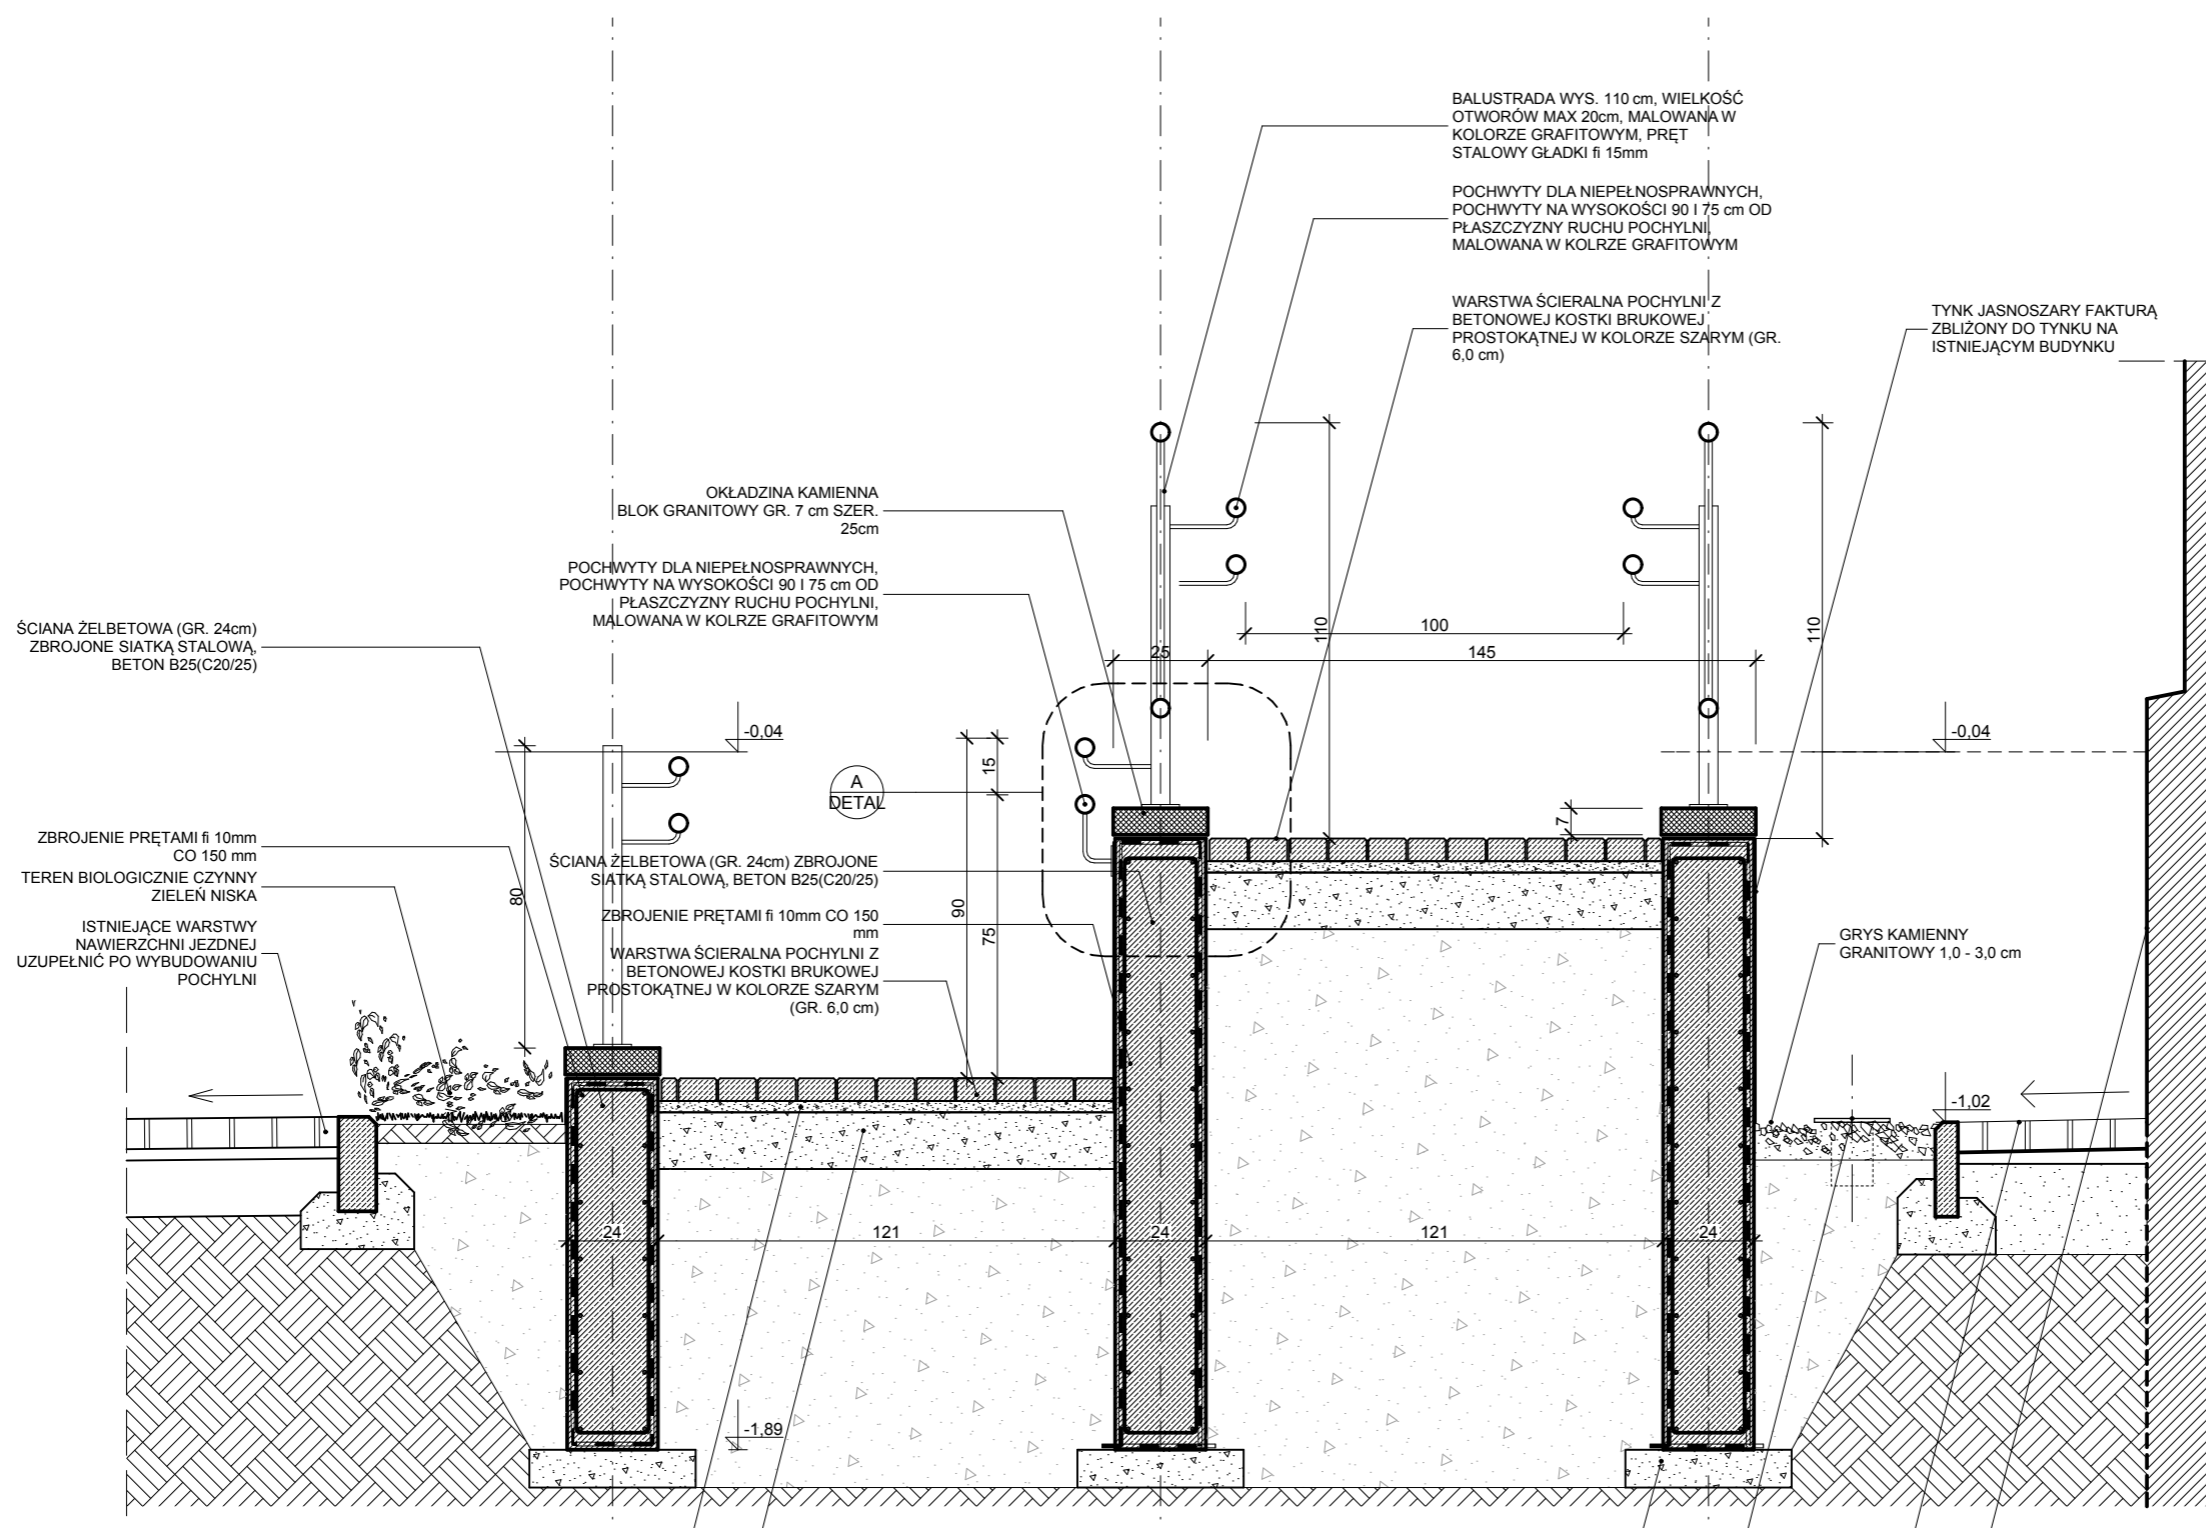 BALUSTRADA WYS. 110 cm, WIELKOŚĆ
OTWORÓW MAX 20cm, MALOWANA W
KOLORZE GRAFITOWYM, PRĘT
STALOWY GŁADKI fi 15mm
POCHWYTY DLA NIEPEŁNOSPRAWNYCH,
POCHWYTY NA WYSOKOŚCI 90 I 75 cm OD
PŁASZCZYZNY RUCHU POCHYLNI,
MALOWANA W KOLRZE GRAFITOWYM
WARSTWA ŚCIERALNA POCHYLNI Z
BETONOWEJ KOSTKI BRUKOWEJ
PROSTOKĄTNEJ W KOLORZE SZARYM (GR.
6,0 cm)
TYNK JASNOSZARY FAKTURĄ
ZBLIŻONY DO TYNKU NA
ISTNIEJĄCYM BUDYNKU
OKŁADZINA KAMIENNA
BLOK GRANITOWY GR. 7 cm SZER.
25cm
POCHWYTY DLA NIEPEŁNOSPRAWNYCH,
POCHWYTY NA WYSOKOŚCI 90 I 75 cm OD
PŁASZCZYZNY RUCHU POCHYLNI,
MALOWANA W KOLRZE GRAFITOWYM
ŚCIANA ŻELBETOWA (GR. 24cm)
ZBROJONE SIATKĄ STALOWĄ,
BETON B25(C20/25)
110
100
110
25
145
-0,04
-0,04
15
A
DETAL
7
ZBROJENIE PRĘTAMI fi 10mm
CO 150 mm
TEREN BIOLOGICZNIE CZYNNY
ZIELEŃ NISKA
ISTNIEJĄCE WARSTWY
NAWIERZCHNI JEZDNEJ
UZUPEŁNIĆ PO WYBUDOWANIU
POCHYLNI
80
ŚCIANA ŻELBETOWA (GR. 24cm) ZBROJONE
SIATKĄ STALOWĄ, BETON B25(C20/25)
ZBROJENIE PRĘTAMI fi 10mm CO 150
mm
WARSTWA ŚCIERALNA POCHYLNI Z
BETONOWEJ KOSTKI BRUKOWEJ
PROSTOKĄTNEJ W KOLORZE SZARYM
(GR. 6,0 cm)
90
75
GRYS KAMIENNY
GRANITOWY 1,0 - 3,0 cm
-1,02
24
121
24
121
24
-1,89